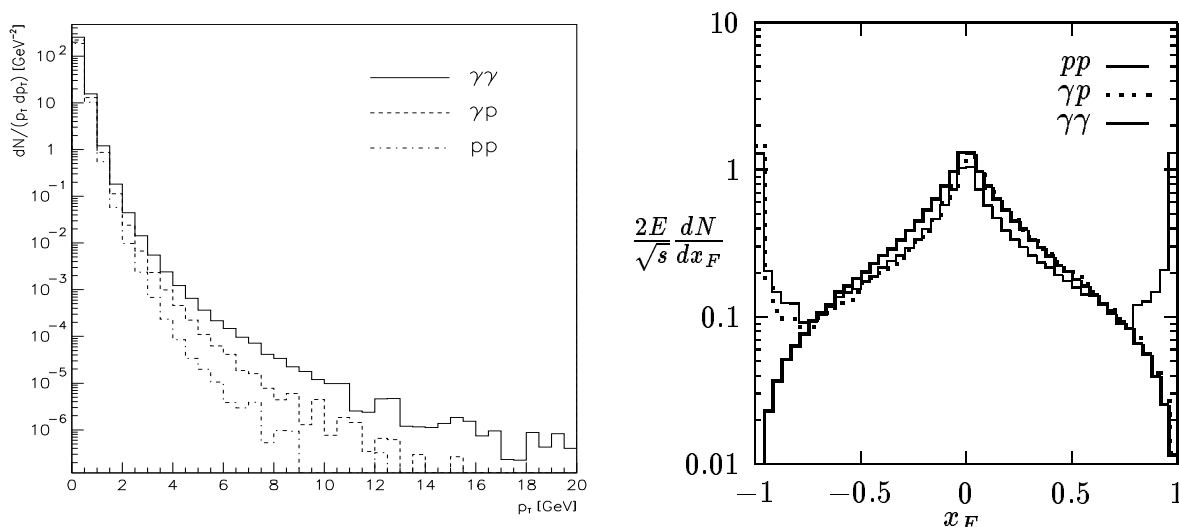 dN/(p_T dp_T) [GeV^-2]
10^2
10
1
10^-1
10^-2
10^-3
10^-4
10^-5
10^-6
γγ
γp
pp
0 2 4 6 8 10 12 14 16 18 20
p_T [GeV]
2E/√s dN/dx_F
10
1
0.1
0.01
pp
γp
γγ
−1 −0.5 0 0.5 1
x_F